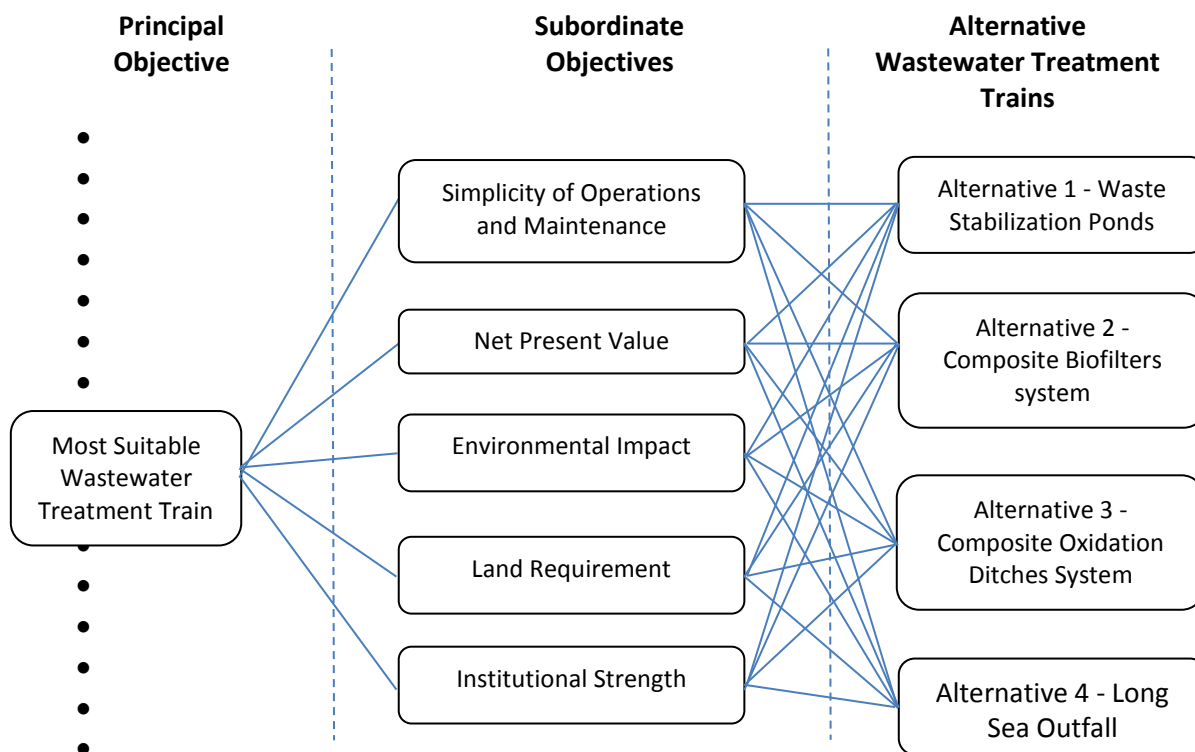 Principal
Objective
Subordinate
Objectives
Alternative
Wastewater Treatment
Trains
Most Suitable
Wastewater
Treatment Train
Simplicity of Operations
and Maintenance
Net Present Value
Environmental Impact
Land Requirement
Institutional Strength
Alternative 1 - Waste
Stabilization Ponds
Alternative 2 -
Composite Biofilters
system
Alternative 3 -
Composite Oxidation
Ditches System
Alternative 4 - Long
Sea Outfall